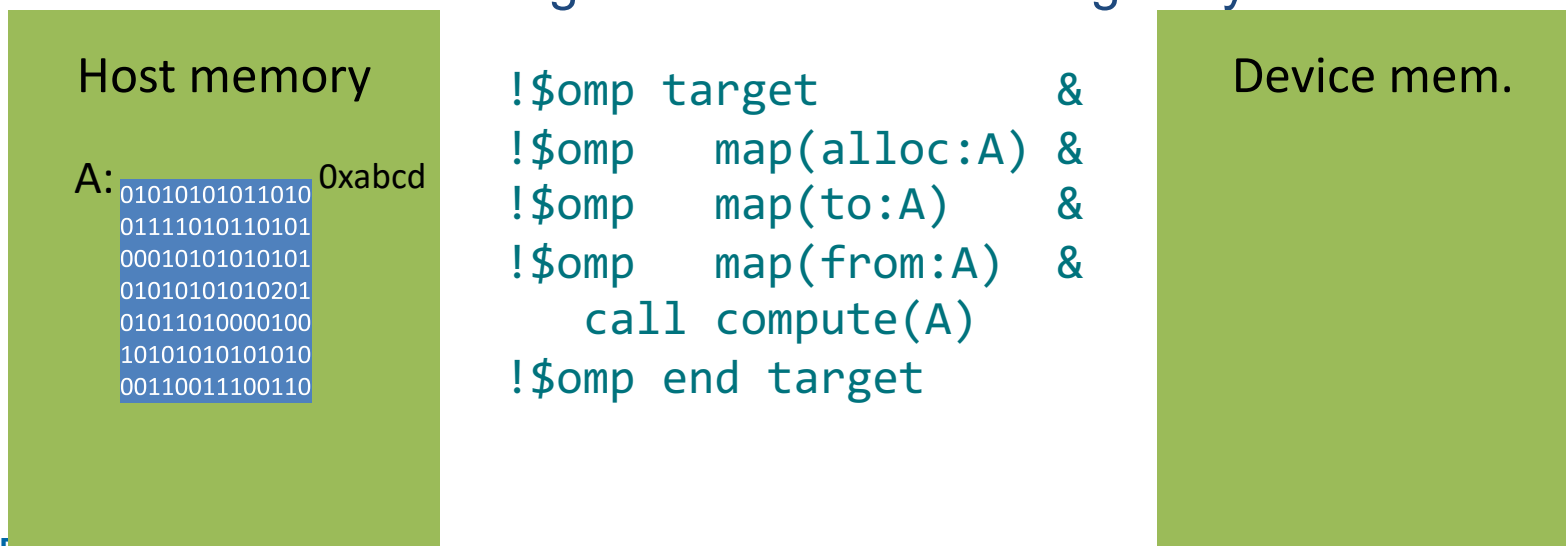 Host memory
A:
0xabcd
01010101011010
01111010110101
00010101010101
01010101010201
01011010000100
10101010101010
00110011100110
!$omp target &
!$omp map(alloc:A) &
!$omp map(to:A) &
!$omp map(from:A) &
call compute(A)
!$omp end target
Device mem.